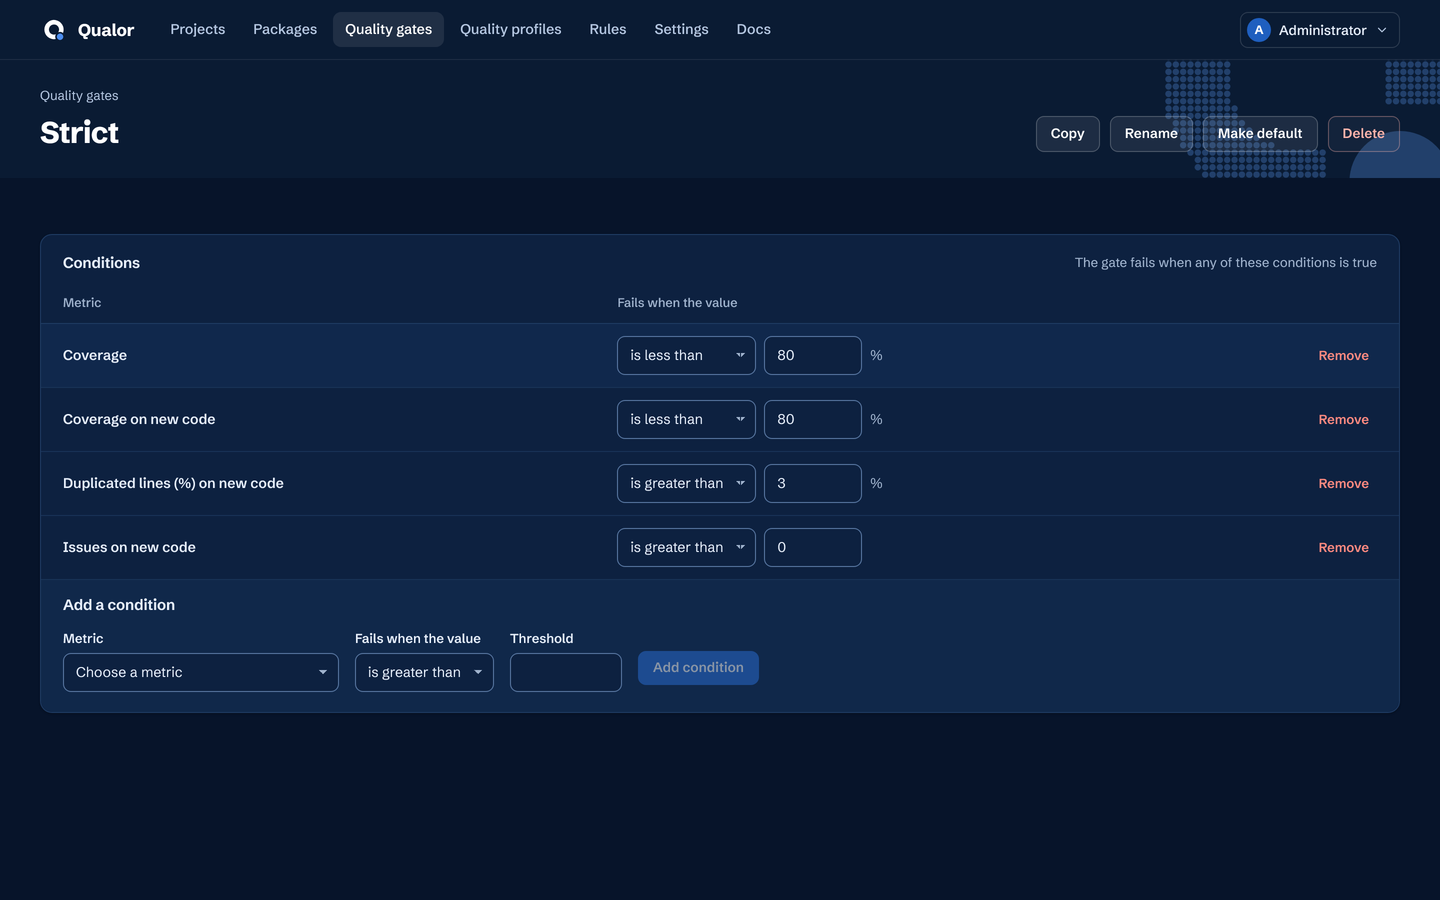 Qualor Projects Packages Quality gates Quality profiles Rules Settings Docs A Administrator
Quality gates
Strict
Copy Rename Make default Delete
Conditions The gate fails when any of these conditions is true
Metric Fails when the value
Coverage is less than 80 % Remove
Coverage on new code is less than 80 % Remove
Duplicated lines (%) on new code is greater than 3 % Remove
Issues on new code is greater than 0 Remove
Add a condition
Metric Fails when the value Threshold
Choose a metric is greater than Add condition